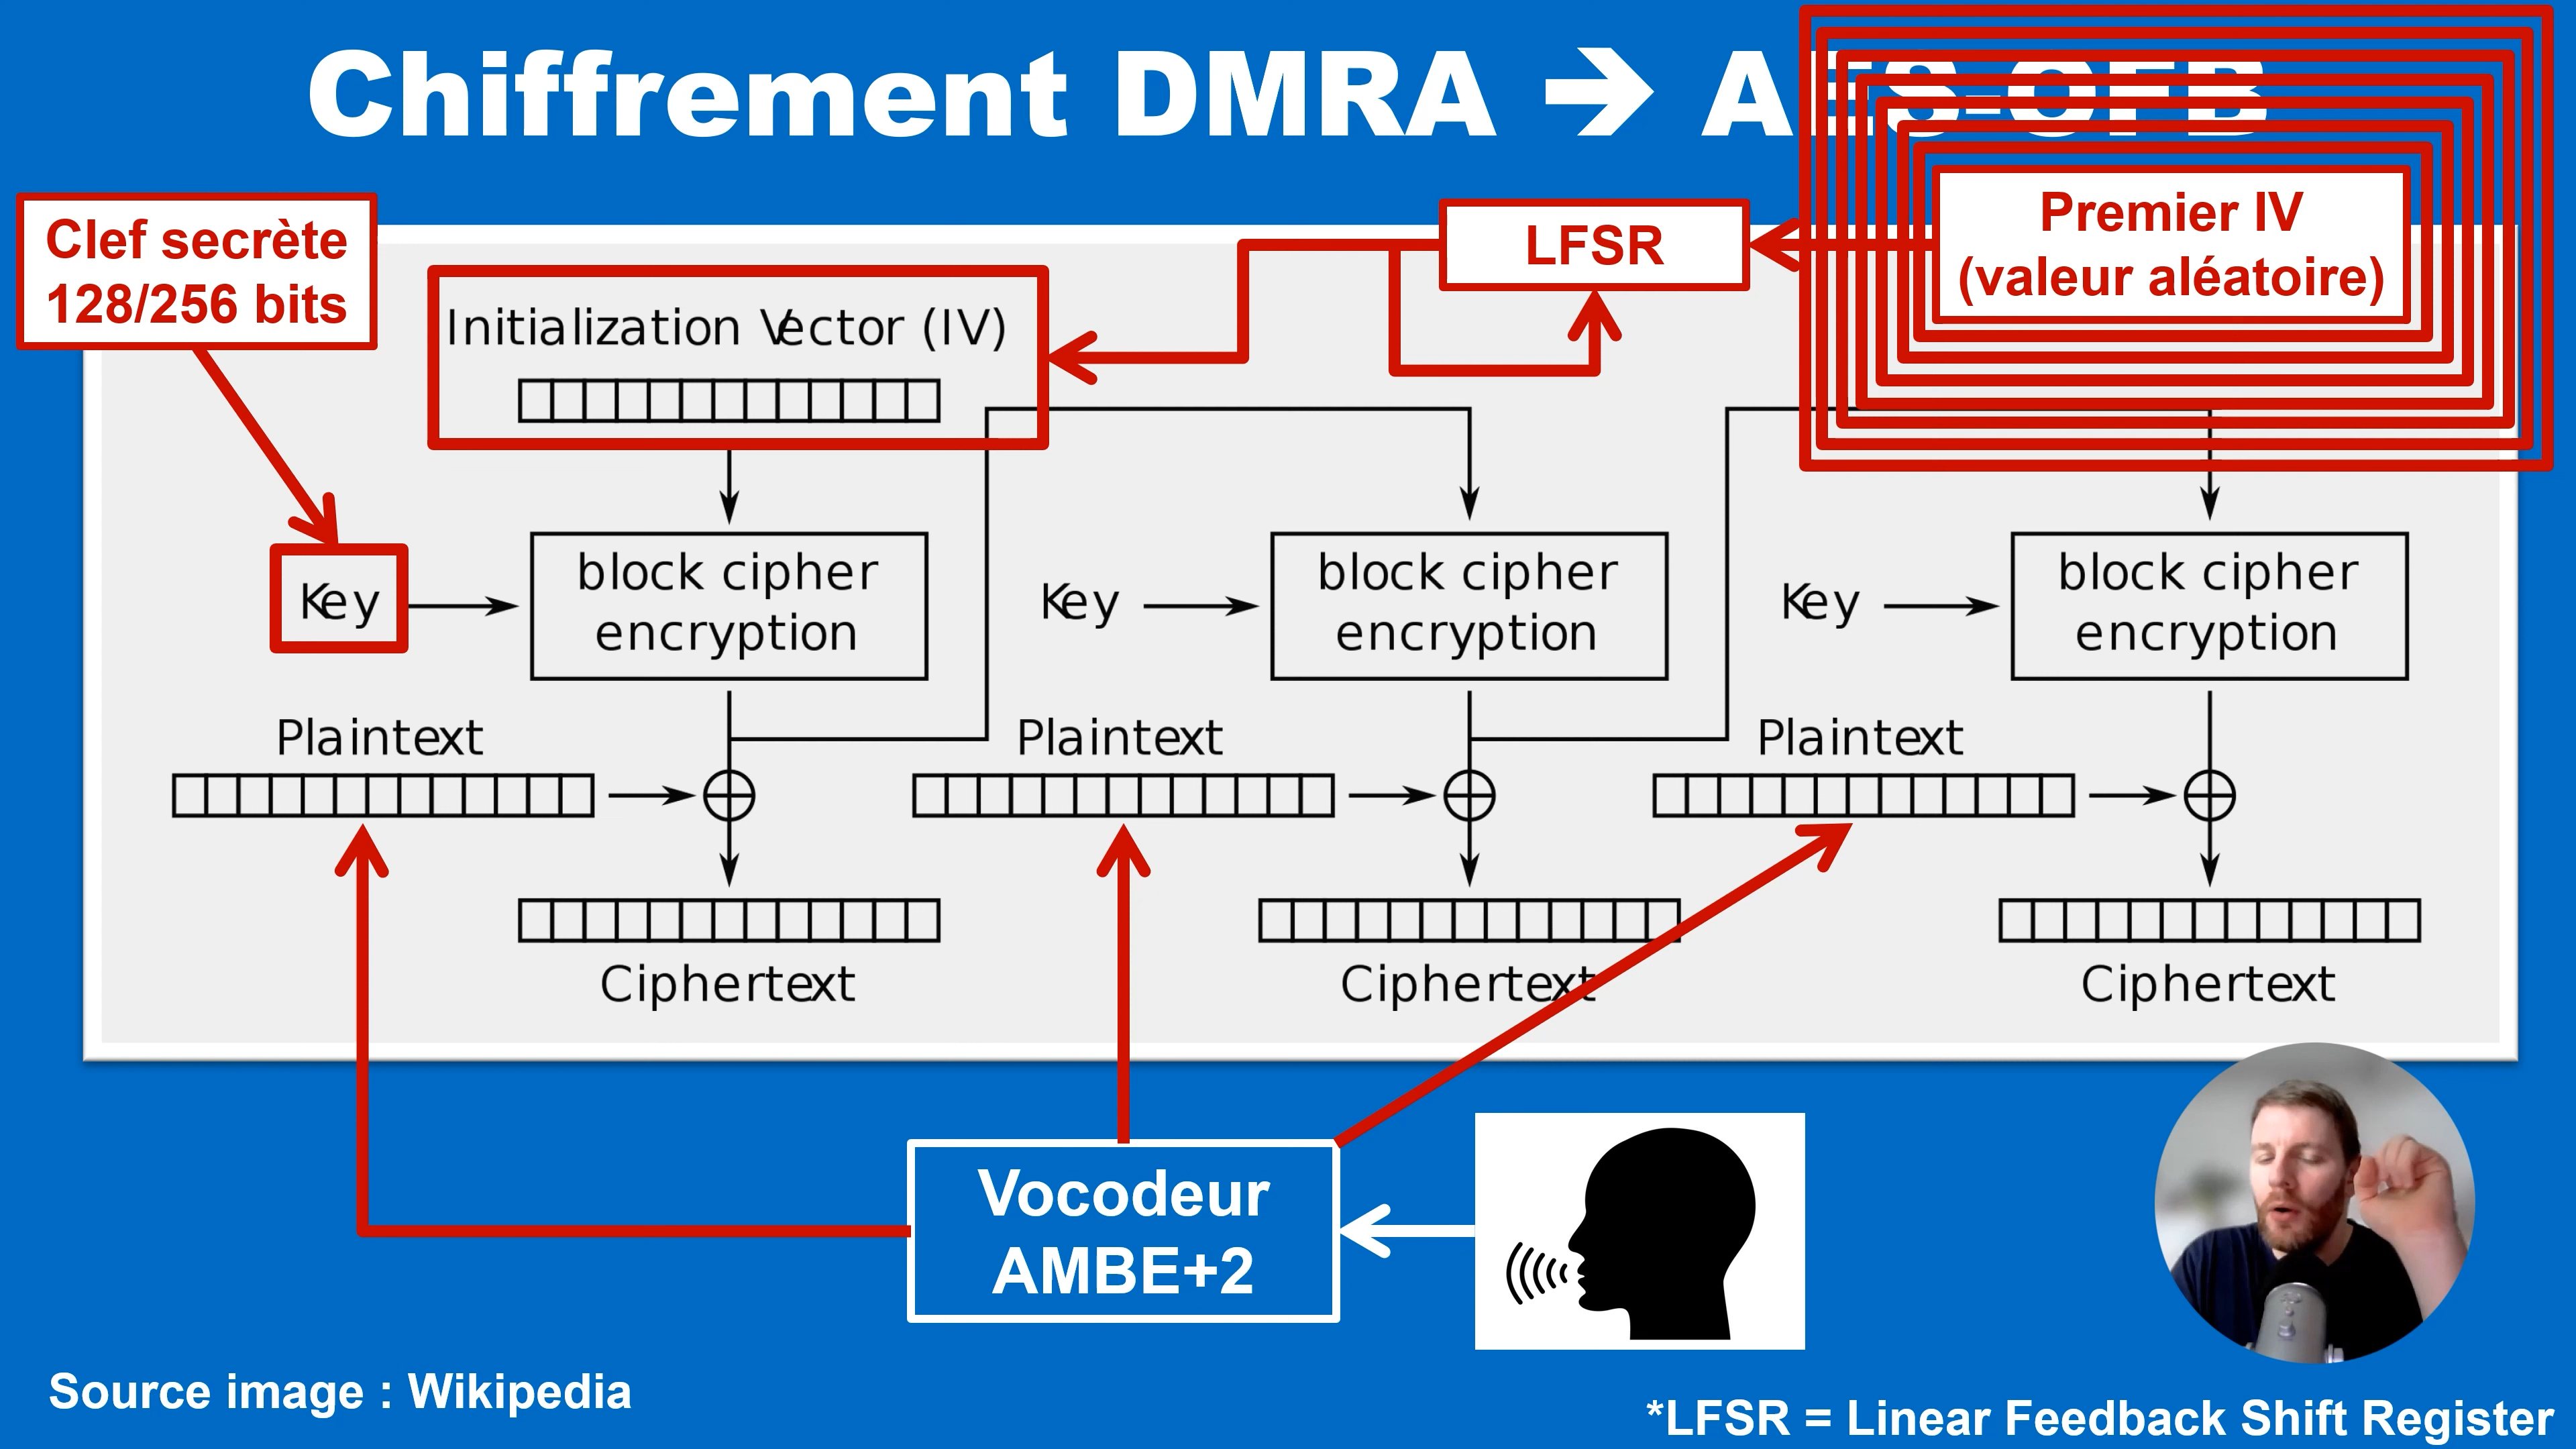 Chiffrement DMRA → AES-OFB
Clef secrète
128/256 bits
LFSR
Premier IV
(valeur aléatoire)
Initialization Vector (IV)
Key
block cipher
encryption
Key
block cipher
encryption
Key
block cipher
encryption
Plaintext
Plaintext
Plaintext
Ciphertext
Ciphertext
Ciphertext
Vocodeur
AMBE+2
Source image : Wikipedia
*LFSR = Linear Feedback Shift Register